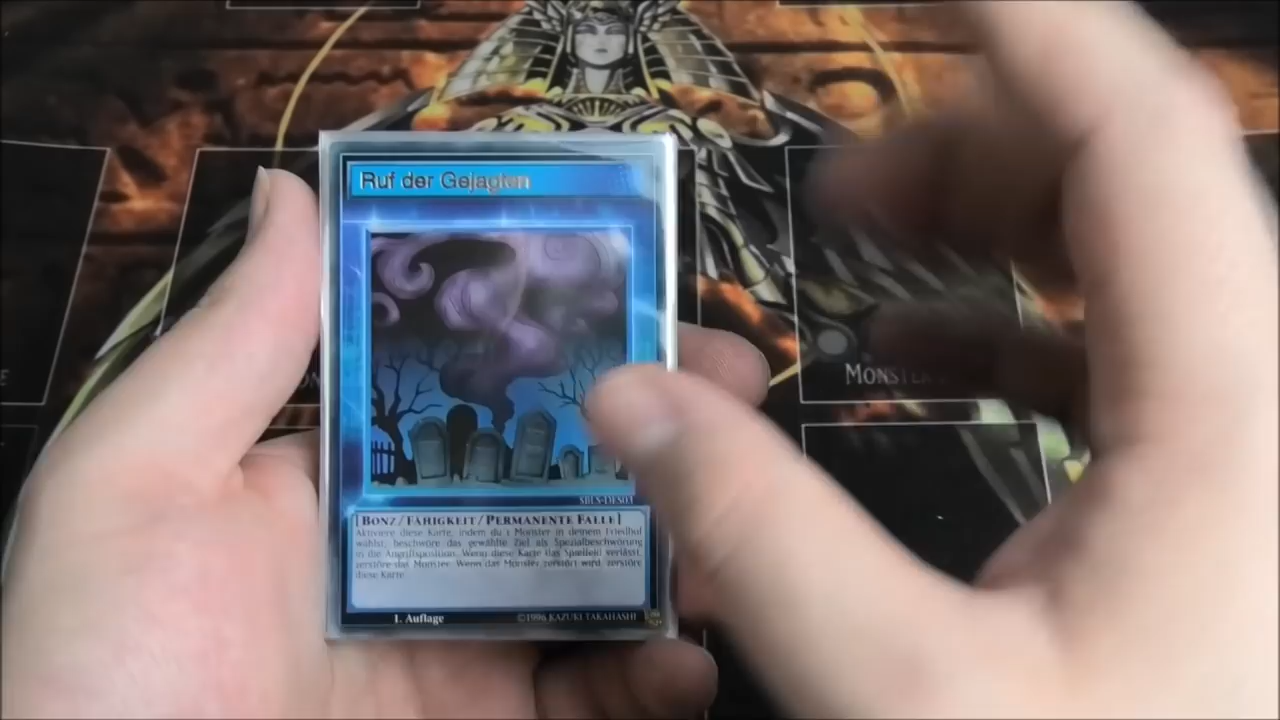 Ruf der Gejagten
SBLS-DES03
[BONZ/FÄHIGKEIT/PERMANENTE FALLE]
Aktiviere diese Karte, indem du 1 Monster in deinem Friedhof
wählst, beschwöre das gewählte Ziel als Spezialbeschwörung
in die Angriffsposition. Wenn diese Karte das Spielfeld verlässt,
zerstöre das Monster. Wenn das Monster zerstört wird, zerstöre
diese Karte.
1. Auflage
©1996 KAZUKI TAKAHASHI
MONSTER